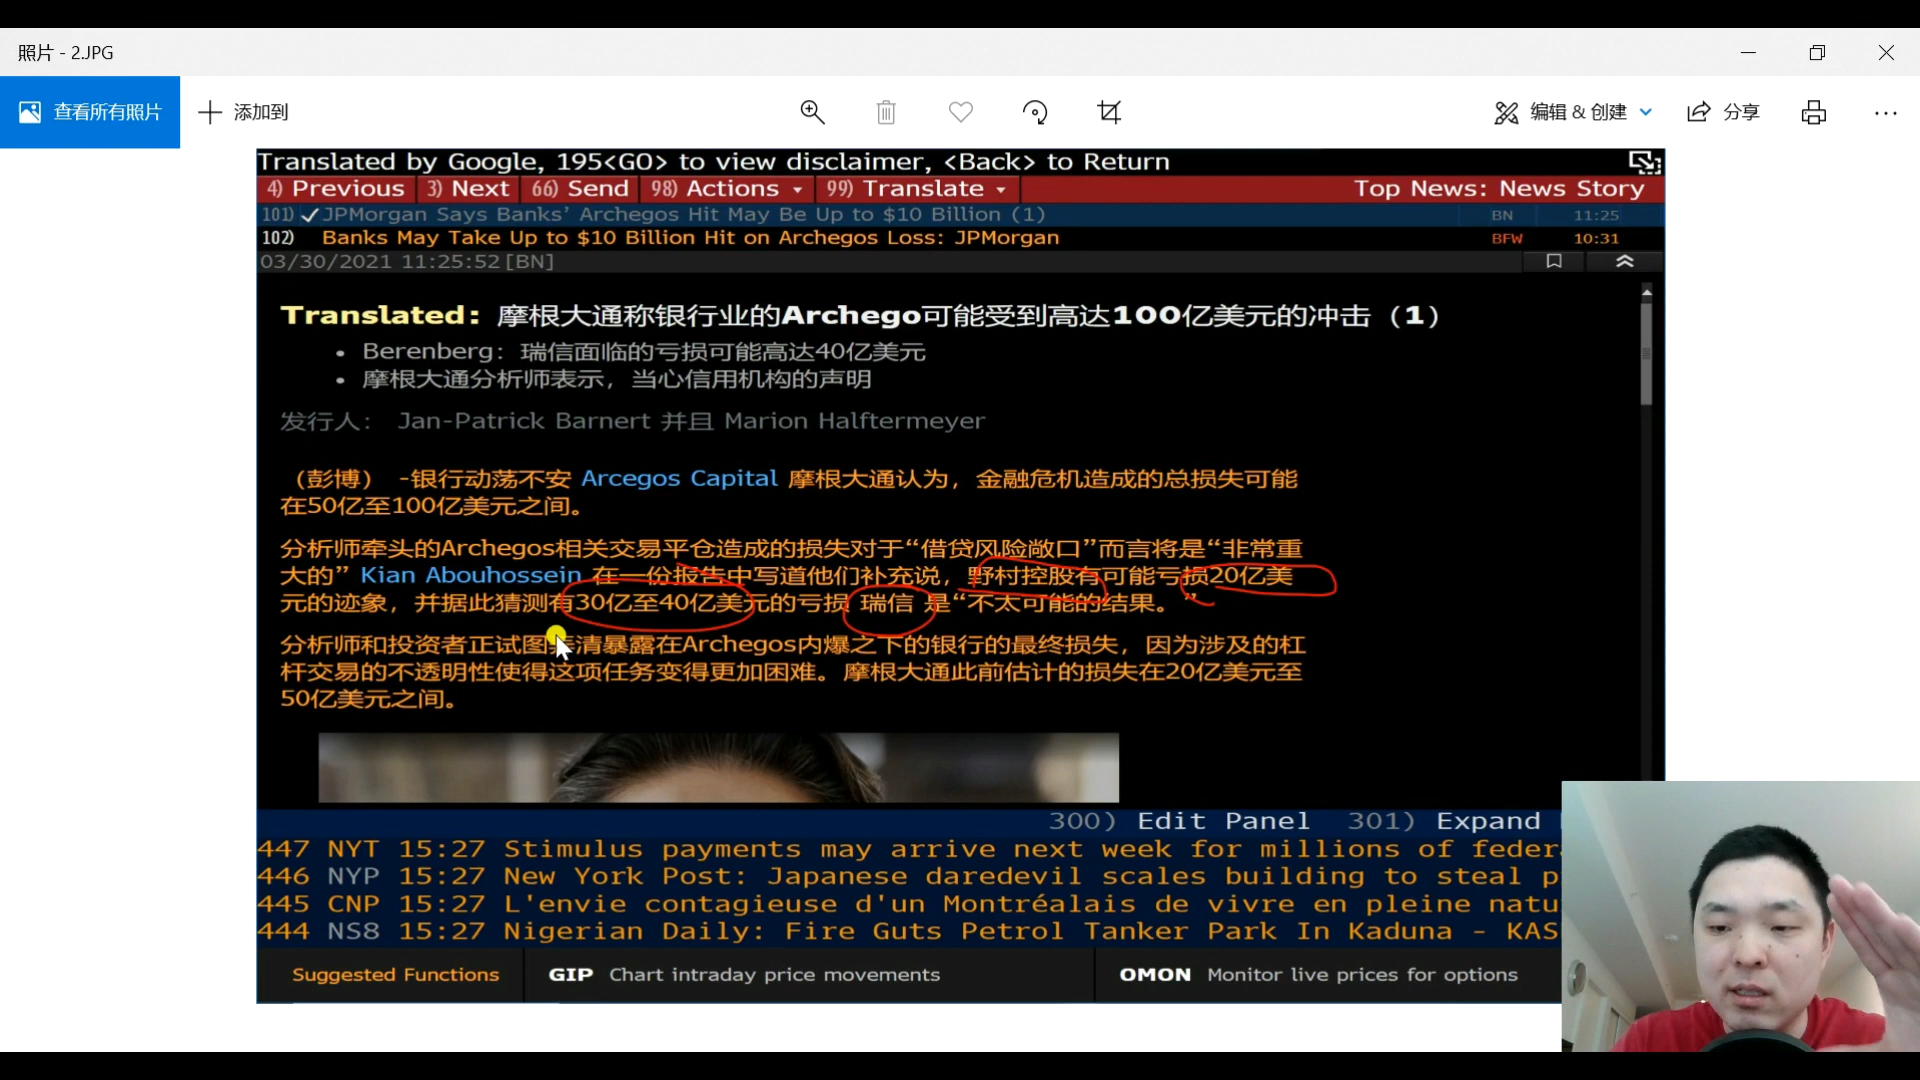 照片 - 2.JPG
查看所有照片
添加到
编辑 & 创建
分享
Translated by Google, 195<GO> to view disclaimer, <Back> to Return
4) Previous 3) Next 66) Send 98) Actions 99) Translate Top News: News Story
101) JPMorgan Says Banks' Archegos Hit May Be Up to $10 Billion (1) BN 11:25
102) Banks May Take Up to $10 Billion Hit on Archegos Loss: JPMorgan BFW 10:31
03/30/2021 11:25:52 [BN]
Translated: 摩根大通称银行业的Archego可能受到高达100亿美元的冲击（1）
• Berenberg: 瑞信面临的亏损可能高达40亿美元
• 摩根大通分析师表示，当心信用机构的声明
发行人： Jan-Patrick Barnert 并且 Marion Halftermeyer
（彭博） -银行动荡不安 Arcegos Capital 摩根大通认为，金融危机造成的总损失可能
在50亿至100亿美元之间。
分析师牵头的Archegos相关交易平仓造成的损失对于“借贷风险敞口”而言将是“非常重
大的” Kian Abouhossein 在一份报告中写道他们补充说，野村控股有可能亏损20亿美
元的迹象，并据此猜测有30亿至40亿美元的亏损 瑞信 是“不太可能的结果。”
分析师和投资者正试图清暴露在Archegos内爆之下的银行的最终损失，因为涉及的杠
杆交易的不透明性使得这项任务变得更加困难。摩根大通此前估计的损失在20亿美元至
50亿美元之间。
300) Edit Panel 301) Expand
447 NYT 15:27 Stimulus payments may arrive next week for millions of feder
446 NYP 15:27 New York Post: Japanese daredevil scales building to steal p
445 CNP 15:27 L'envie contagieuse d'un Montréalais de vivre en pleine natu
444 NS8 15:27 Nigerian Daily: Fire Guts Petrol Tanker Park In Kaduna - KAS
Suggested Functions GIP Chart intraday price movements OMON Monitor live prices for options